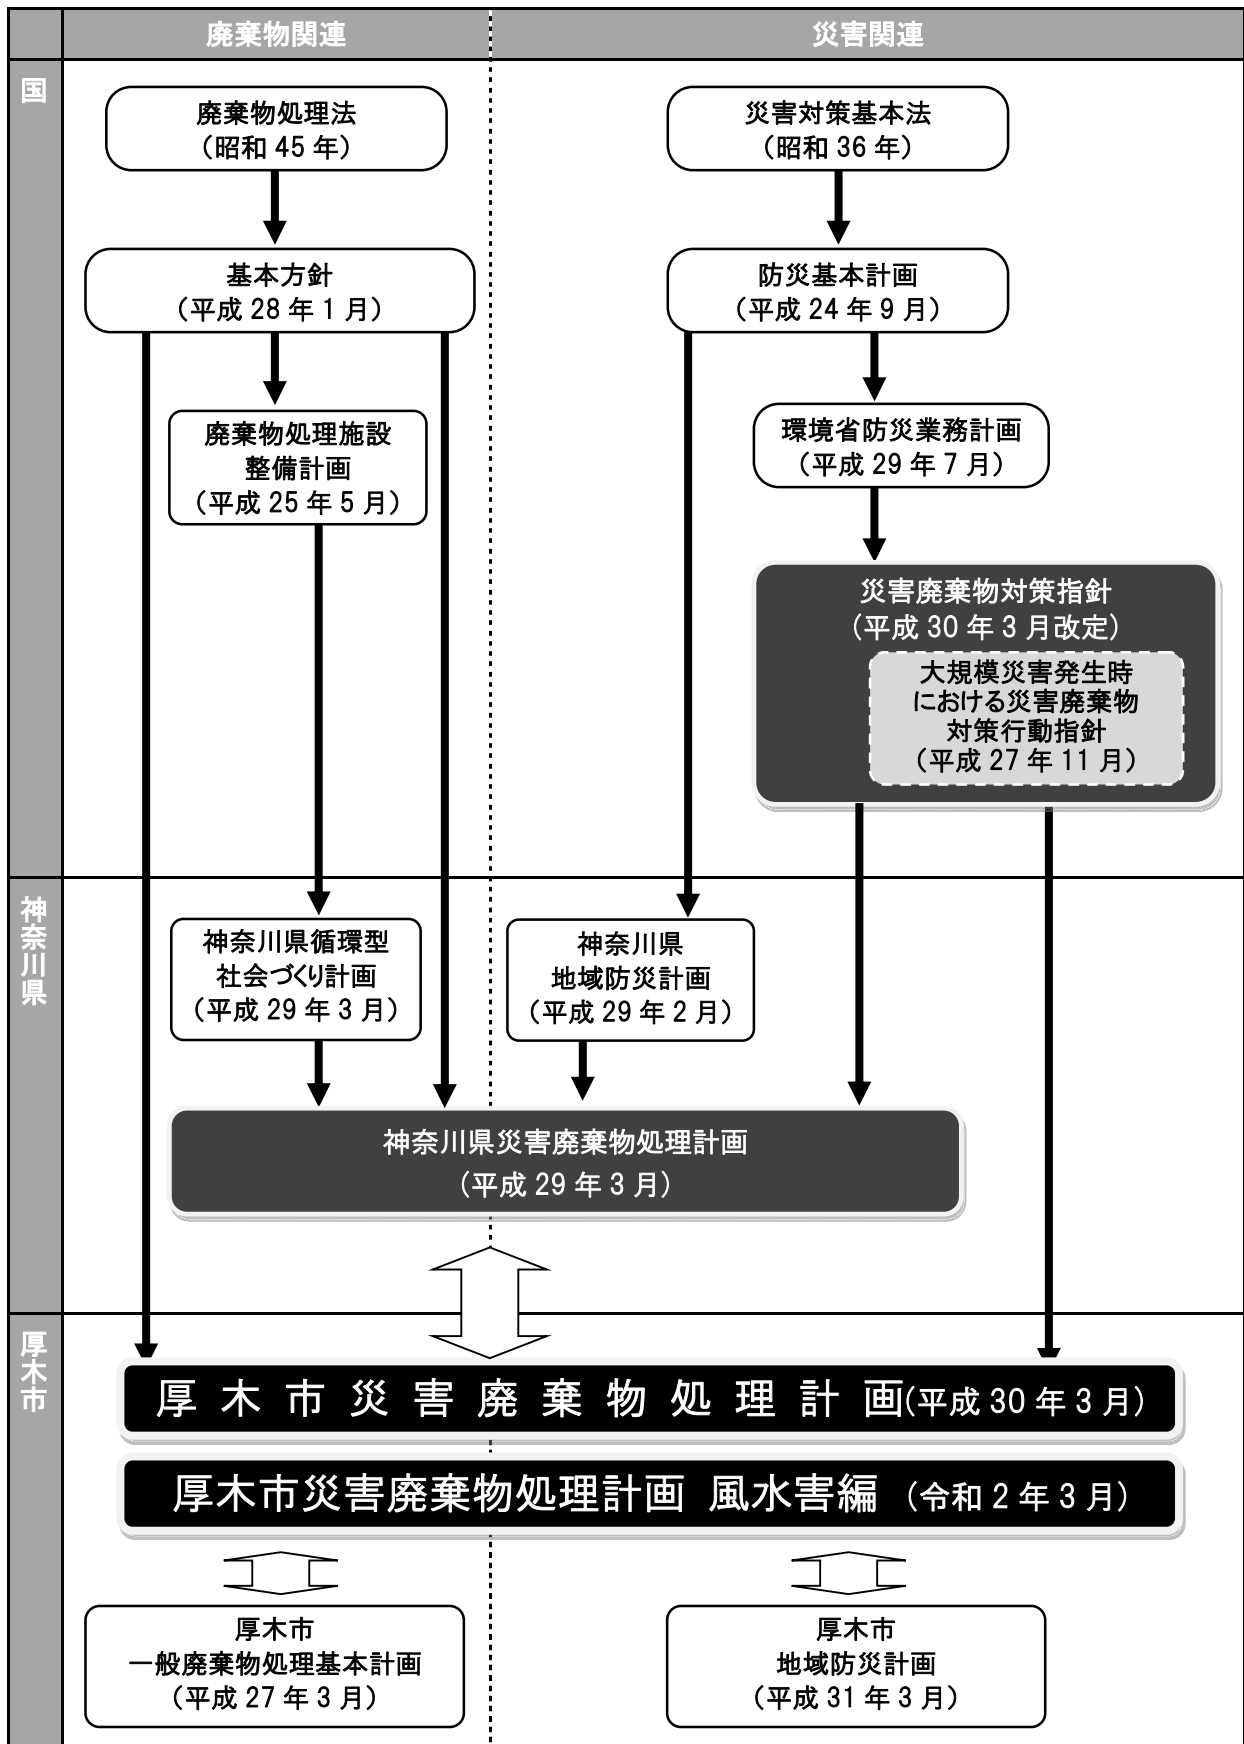 廃棄物関連
災害関連
国
廃棄物処理法
（昭和 45 年）
災害対策基本法
（昭和 36 年）
基本方針
（平成 28 年 1 月）
防災基本計画
（平成 24 年 9 月）
廃棄物処理施設
整備計画
（平成 25 年 5 月）
環境省防災業務計画
（平成 29 年 7 月）
災害廃棄物対策指針
（平成 30 年 3 月改定）
大規模災害発生時
における災害廃棄物
対策行動指針
（平成 27 年 11 月）
神奈川県
神奈川県循環型
社会づくり計画
（平成 29 年 3 月）
神奈川県
地域防災計画
（平成 29 年 2 月）
神奈川県災害廃棄物処理計画
（平成 29 年 3 月）
厚木市
厚木市災害廃棄物処理計画（平成 30 年 3 月）
厚木市災害廃棄物処理計画 風水害編（令和 2 年 3 月）
厚木市
一般廃棄物処理基本計画
（平成 27 年 3 月）
厚木市
地域防災計画
（平成 31 年 3 月）